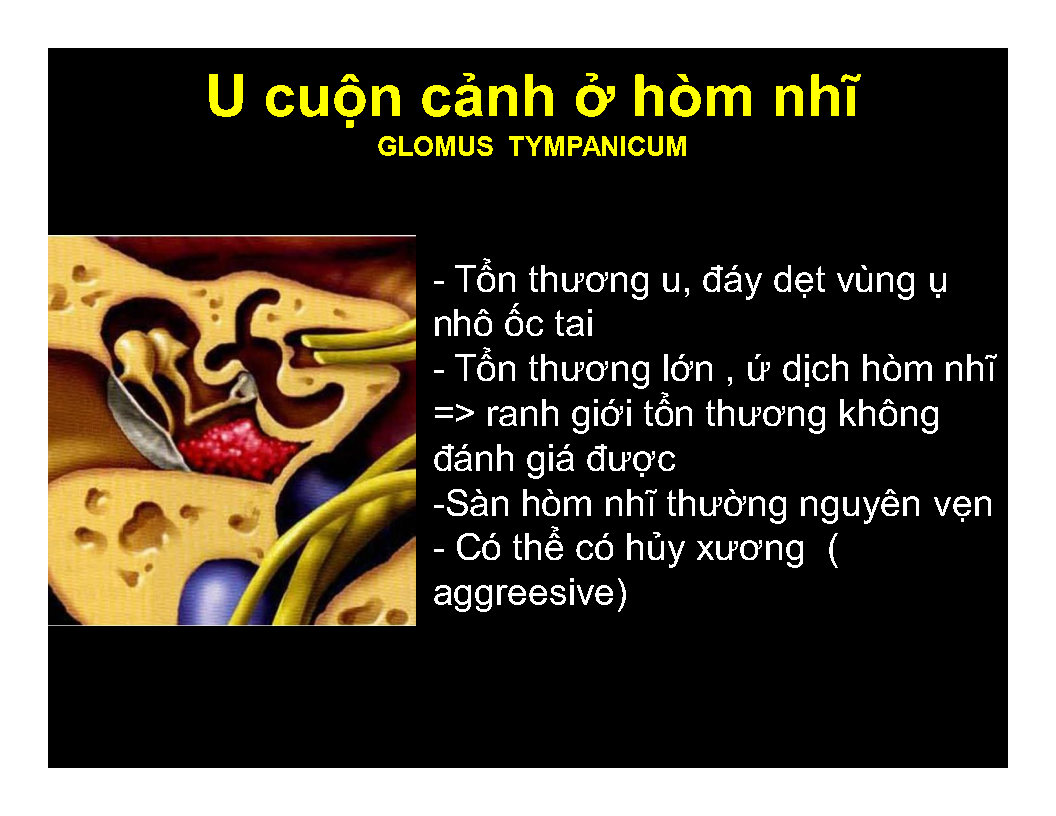 U cuộn cảnh ở hòm nhĩ
GLOMUS TYMPANICUM
- Tổn thương u, đáy dẹt vùng ụ
nhô ốc tai
- Tổn thương lớn , ứ dịch hòm nhĩ
=> ranh giới tổn thương không
đánh giá được
-Sàn hòm nhĩ thường nguyên vẹn
- Có thể có hủy xương (
aggreesive)